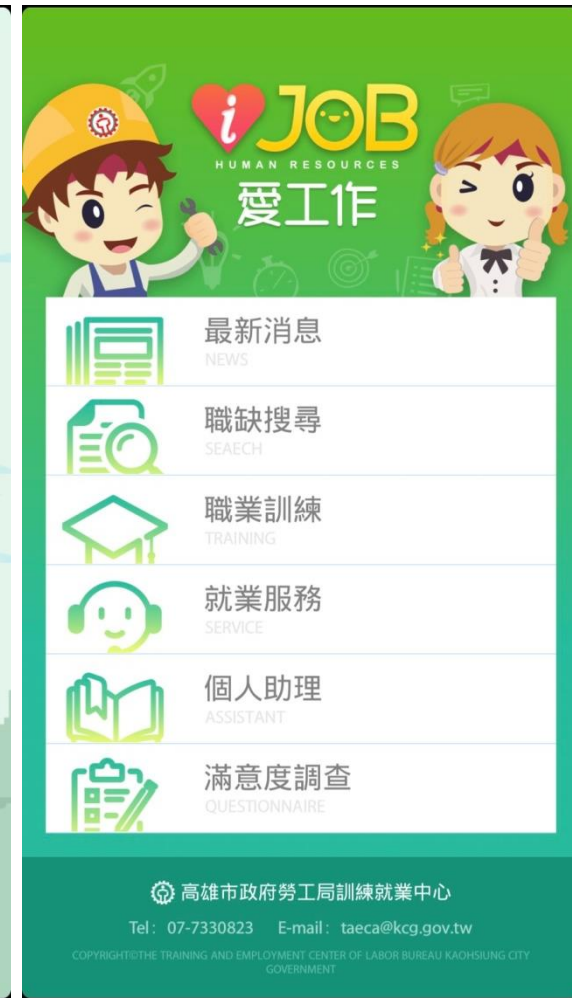 i JOB
HUMAN RESOURCES
愛工作
最新消息
NEWS
職缺搜尋
SEAECH
職業訓練
TRAINING
就業服務
SERVICE
個人助理
ASSISTANT
滿意度調查
QUESTIONNAIRE
高雄市政府勞工局訓練就業中心
Tel: 07-7330823 E-mail: taeca@kcg.gov.tw
COPYRIGHT©THE TRAINING AND EMPLOYMENT CENTER OF LABOR BUREAU KAOHSIUNG CITY
GOVERNMENT